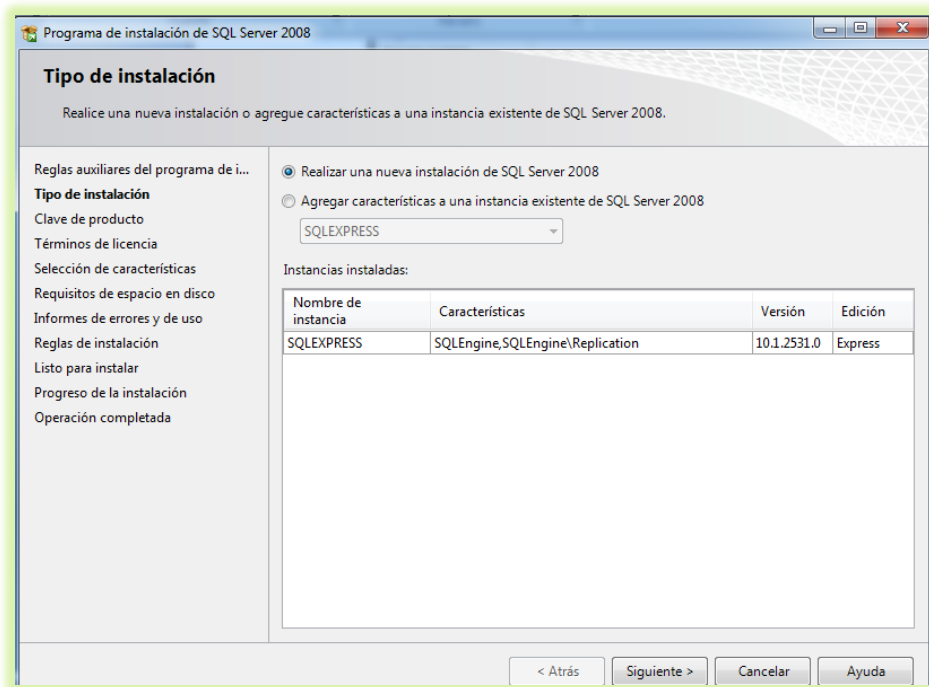 Programa de instalación de SQL Server 2008
Tipo de instalación
Realice una nueva instalación o agregue características a una instancia existente de SQL Server 2008.
Reglas auxiliares del programa de i...
Tipo de instalación
Clave de producto
Términos de licencia
Selección de características
Requisitos de espacio en disco
Informes de errores y de uso
Reglas de instalación
Listo para instalar
Progreso de la instalación
Operación completada
Realizar una nueva instalación de SQL Server 2008
Agregar características a una instancia existente de SQL Server 2008
SQLEXPRESS
Instancias instaladas:
Nombre de instancia Características Versión Edición
SQLEXPRESS SQLEngine,SQLEngine\Replication 10.1.2531.0 Express
< Atrás Siguiente > Cancelar Ayuda